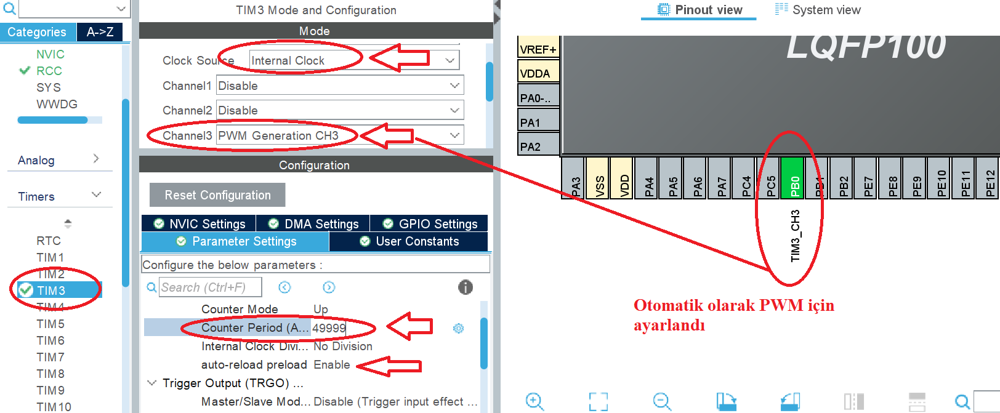 Categories
A->Z
NVIC
RCC
SYS
WWDG
Analog
Timers
RTC
TIM1
TIM2
TIM3
TIM4
TIM5
TIM6
TIM7
TIM8
TIM9
TIM10
TIM3 Mode and Configuration
Mode
Clock Source Internal Clock
Channel1 Disable
Channel2 Disable
Channel3 PWM Generation CH3
Configuration
Reset Configuration
NVIC Settings
DMA Settings
GPIO Settings
Parameter Settings
User Constants
Configure the below parameters :
Search (Ctrl+F)
Counter Mode Up
Counter Period (A... 49999
Internal Clock Divi... No Division
auto-reload preload Enable
Trigger Output (TRGO) ...
Master/Slave Mod... Disable (Trigger input effect ...
Pinout view
System view
LQFP100
VREF+
VDDA
PA0-..
PA1
PA2
PA3
VSS
VDD
PA4
PA5
PA6
PA7
PC4
PC5
PB0
PB1
PB2
PE7
PE8
PE9
PE10
PE11
PE12
TIM3_CH3
Otomatik olarak PWM için
ayarlandı